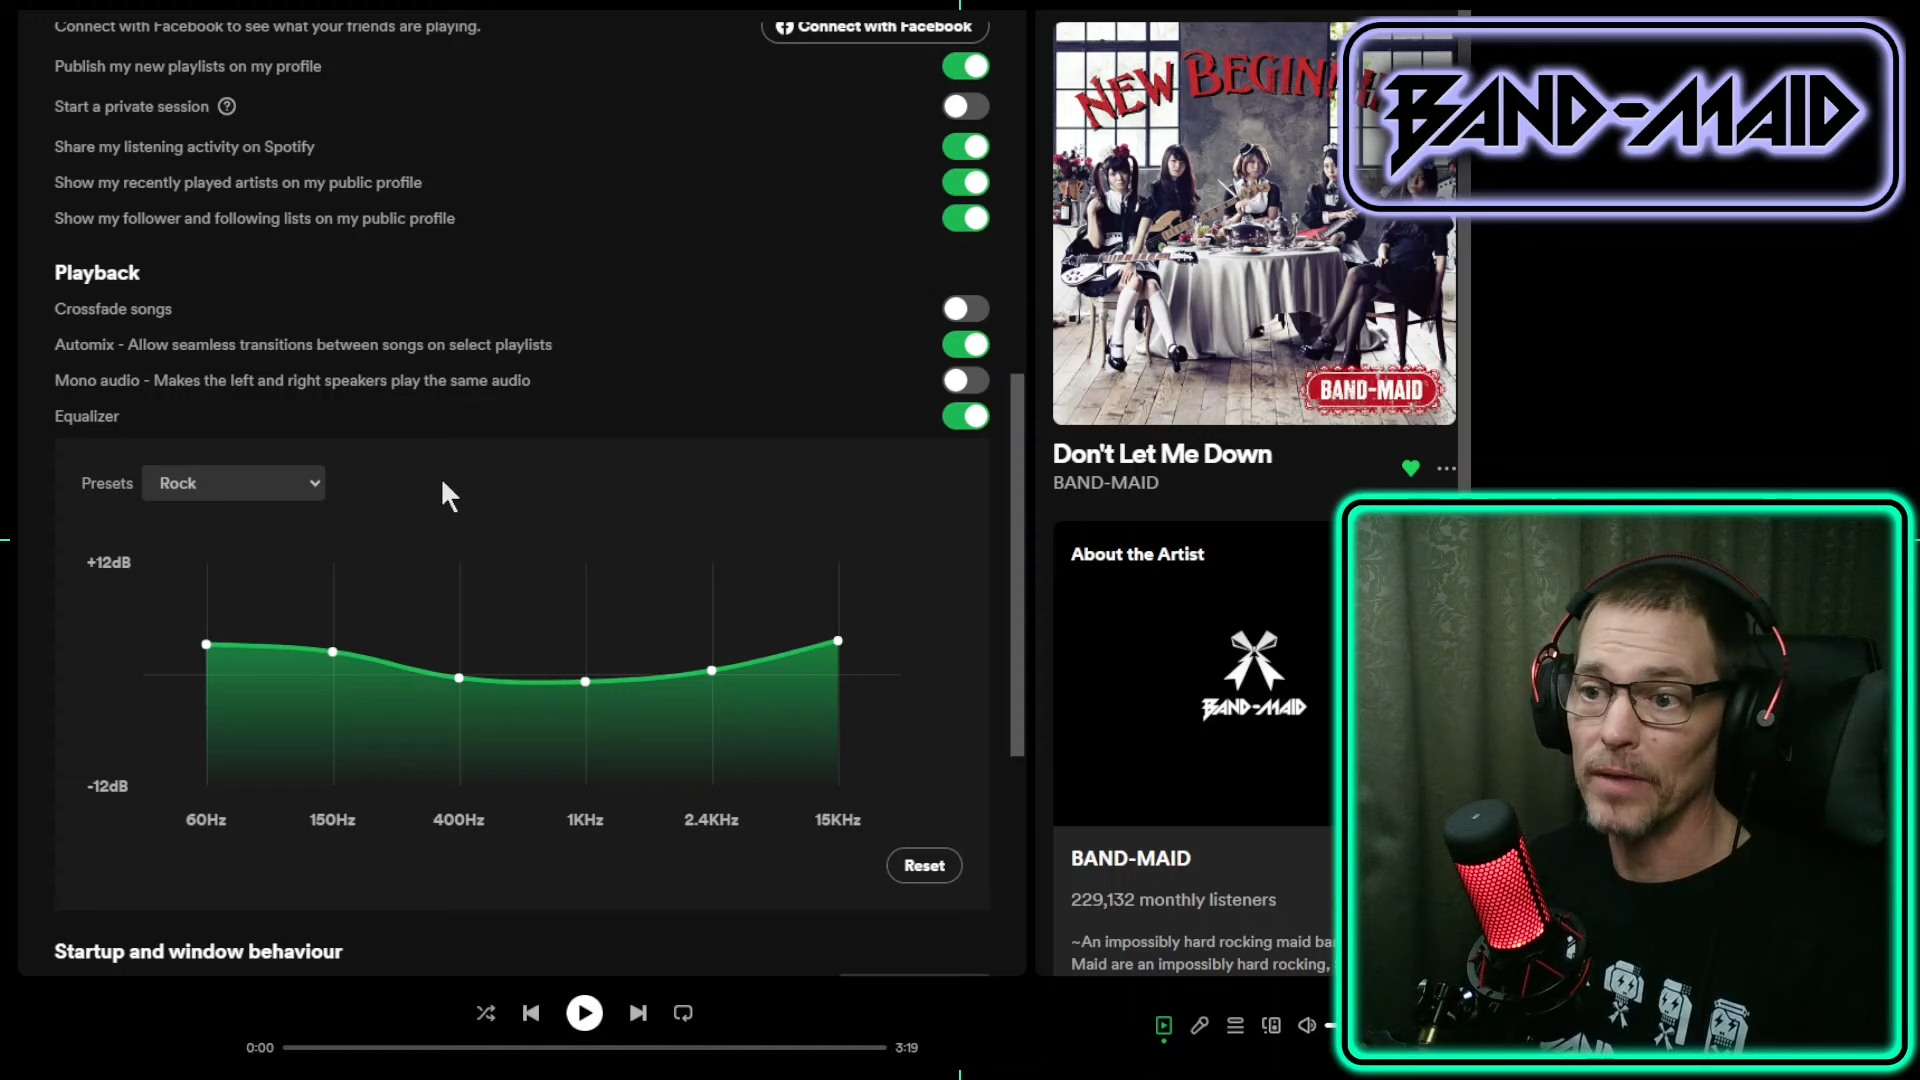 Connect with Facebook to see what your friends are playing.
Connect with Facebook
Publish my new playlists on my profile
Start a private session ?
Share my listening activity on Spotify
Show my recently played artists on my public profile
Show my follower and following lists on my public profile
Playback
Crossfade songs
Automix - Allow seamless transitions between songs on select playlists
Mono audio - Makes the left and right speakers play the same audio
Equalizer
Presets Rock
+12dB
-12dB
60Hz 150Hz 400Hz 1KHz 2.4KHz 15KHz
Reset
Startup and window behaviour
0:00
3:19
NEW
BAND-MAID
BAND-MAID
Don't Let Me Down
BAND-MAID
About the Artist
BAND-MAID
BAND-MAID
229,132 monthly listeners
~An impossibly hard rocking maid
Maid are an impossibly hard rocking,